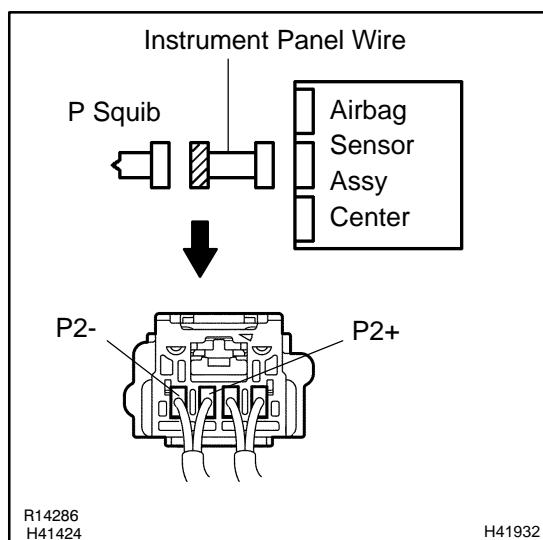 Instrument Panel Wire
P Squib
Airbag
Sensor
Assy
Center
P2-
P2+
R14286
H41424
H41932